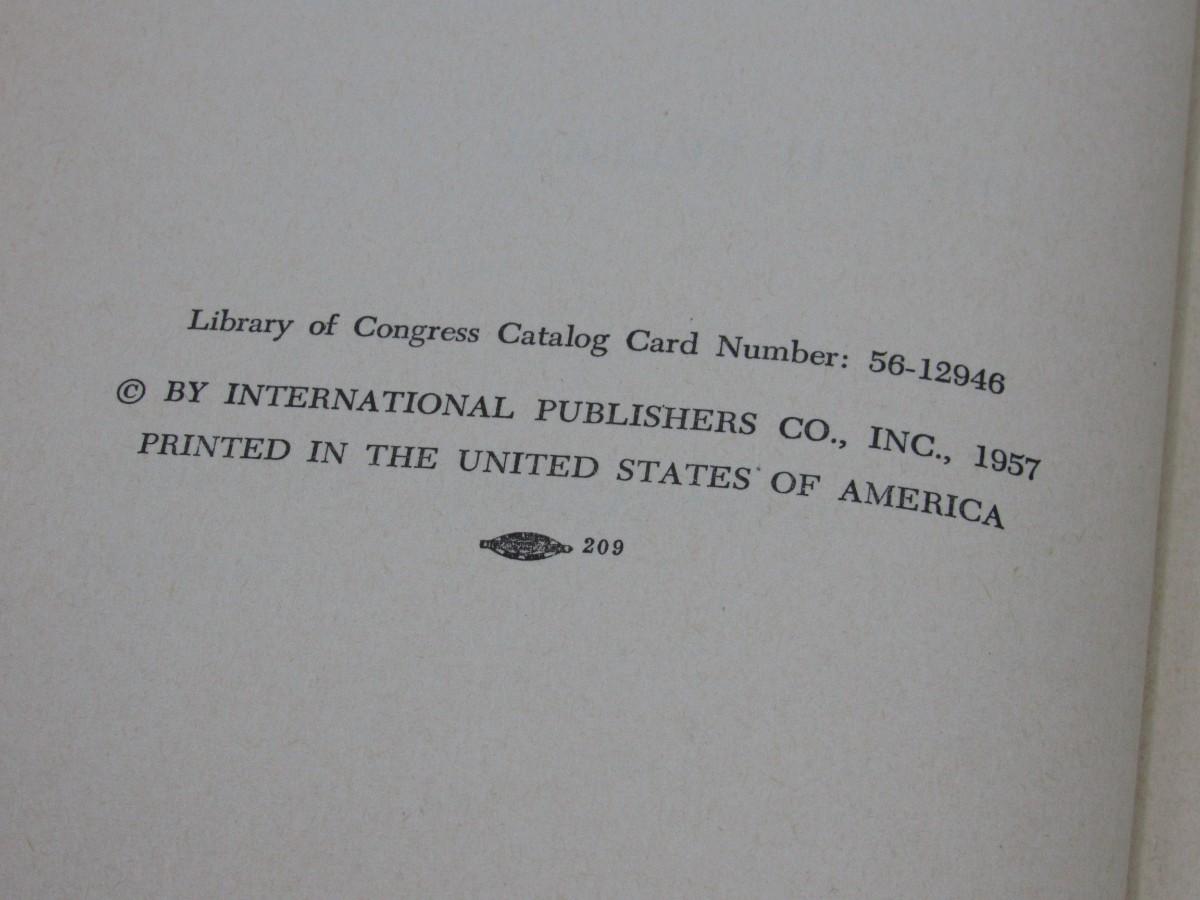 Library of Congress Catalog Card Number: 56-12946
© BY INTERNATIONAL PUBLISHERS CO., INC., 1957
PRINTED IN THE UNITED STATES OF AMERICA
209